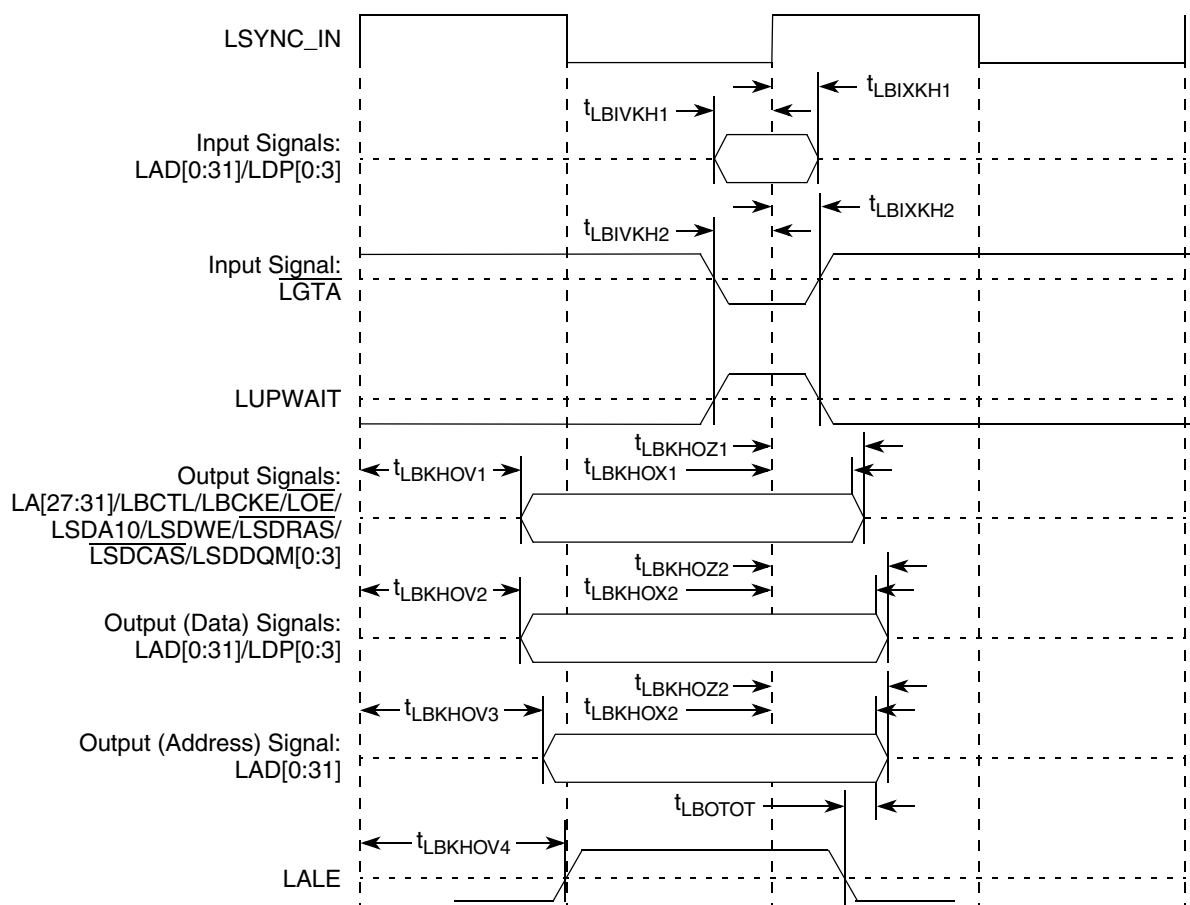 LSYNC_IN
tLBIXKH1
tLBIVKH1
Input Signals:
LAD[0:31]/LDP[0:3]
tLBIXKH2
tLBIVKH2
Input Signal:
LGTA
LUPWAIT
tLBKHOZ1
tLBKHOV1
tLBKHOX1
Output Signals:
LA[27:31]/LBCTL/LBCKE/LOE/
LSDA10/LSDWE/LSDRAS/
LSDCAS/LSDDQM[0:3]
tLBKHOZ2
tLBKHOV2
tLBKHOX2
Output (Data) Signals:
LAD[0:31]/LDP[0:3]
tLBKHOZ2
tLBKHOV3
tLBKHOX2
Output (Address) Signal:
LAD[0:31]
tLBOTOT
tLBKHOV4
LALE